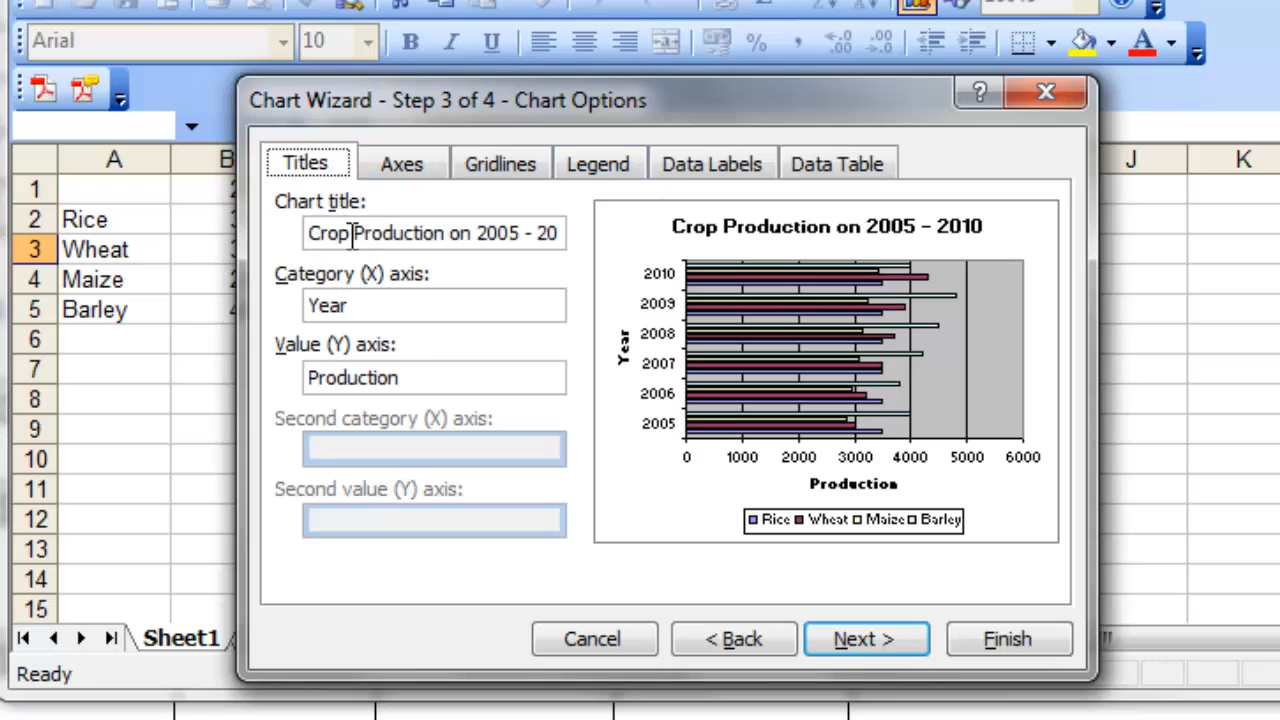 Arial
10
B I U
%
Chart Wizard - Step 3 of 4 - Chart Options
Titles Axes Gridlines Legend Data Labels Data Table
Chart title:
Crop Production on 2005 - 20
Category (X) axis:
Year
Value (Y) axis:
Production
Second category (X) axis:
Second value (Y) axis:
Crop Production on 2005 - 2010
Year
2010
2009
2008
2007
2006
2005
0 1000 2000 3000 4000 5000 6000
Production
Rice Wheat Maize Barley
Cancel < Back Next > Finish
A B J K
1
2 Rice
3 Wheat
4 Maize
5 Barley
6
7
8
9
10
11
12
13
14
15
Sheet1
Ready